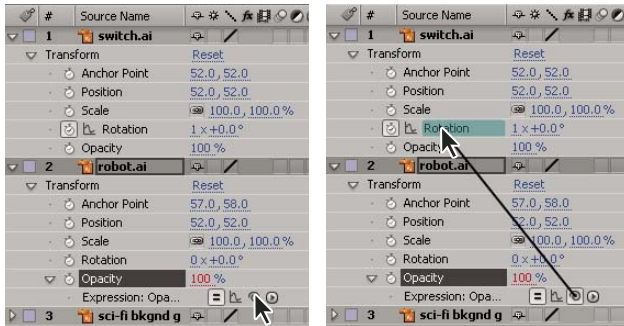 # Source Name
1 switch.ai
Transform Reset
Anchor Point 52.0, 52.0
Position 52.0, 52.0
Scale 100.0, 100.0 %
Rotation 1 x +0.0 °
Opacity 100 %
2 robot.ai
Transform Reset
Anchor Point 57.0, 58.0
Position 52.0, 52.0
Scale 100.0, 100.0 %
Rotation 0 x +0.0 °
Opacity 100 %
Expression: Opa...
3 sci-fi bkgnd g
# Source Name
1 switch.ai
Transform Reset
Anchor Point 52.0, 52.0
Position 52.0, 52.0
Scale 100.0, 100.0 %
Rotation 1 x +0.0 °
Opacity 100 %
2 robot.ai
Transform Reset
Anchor Point 57.0, 58.0
Position 52.0, 52.0
Scale 100.0, 100.0 %
Rotation 0 x +0.0 °
Opacity 100 %
Expression: Opa...
3 sci-fi bkgnd g